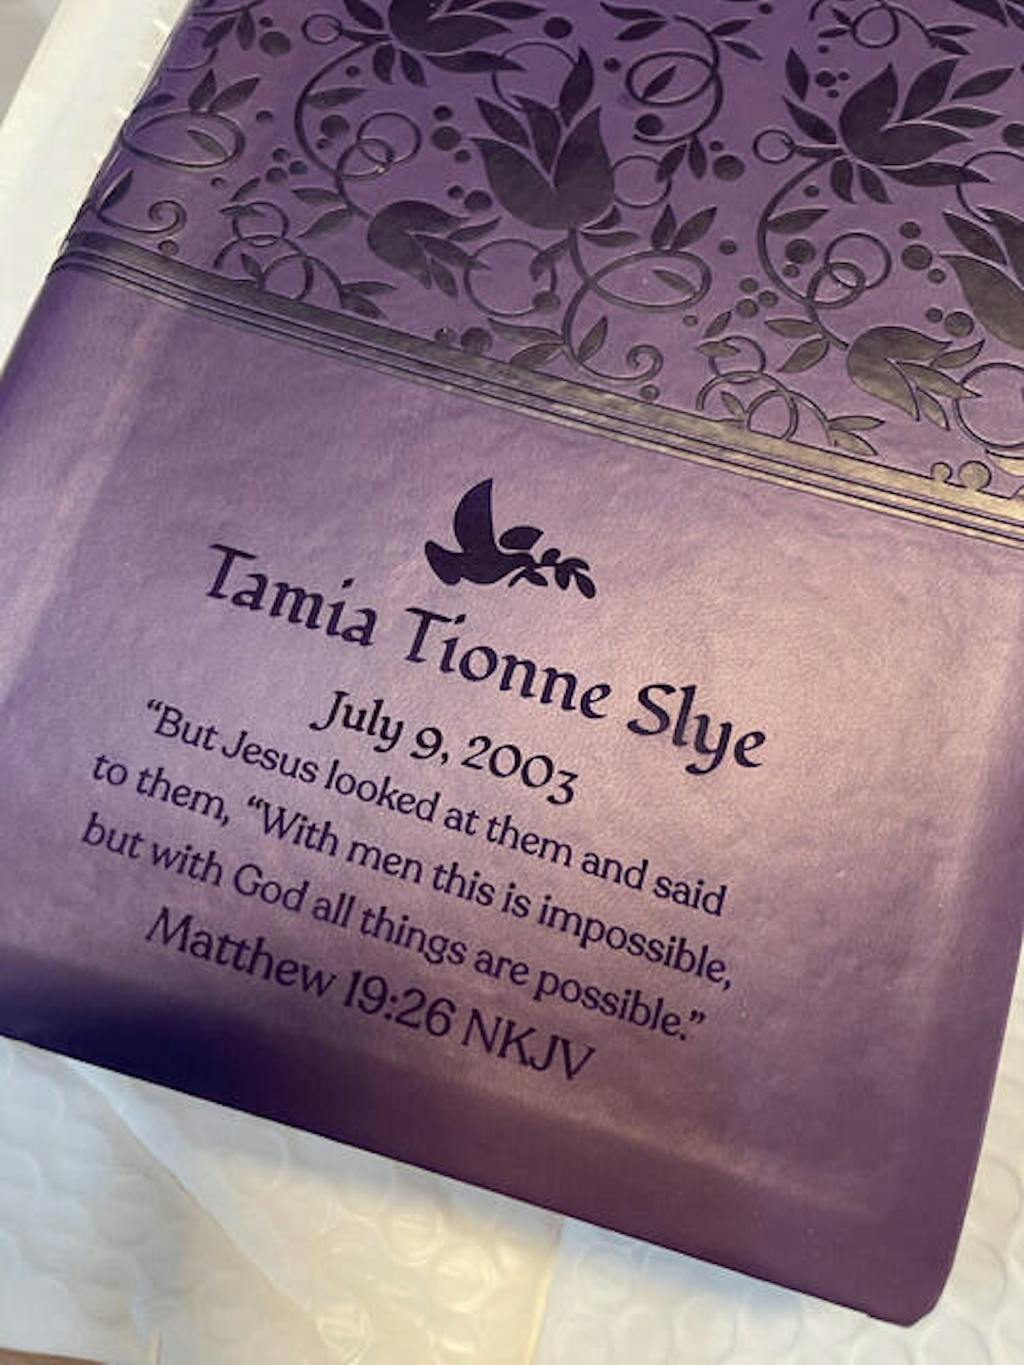 Tamia Tionne Slye
July 9, 2003
“But Jesus looked at them and said
to them, “With men this is impossible,
but with God all things are possible.”
Matthew 19:26 NKJV